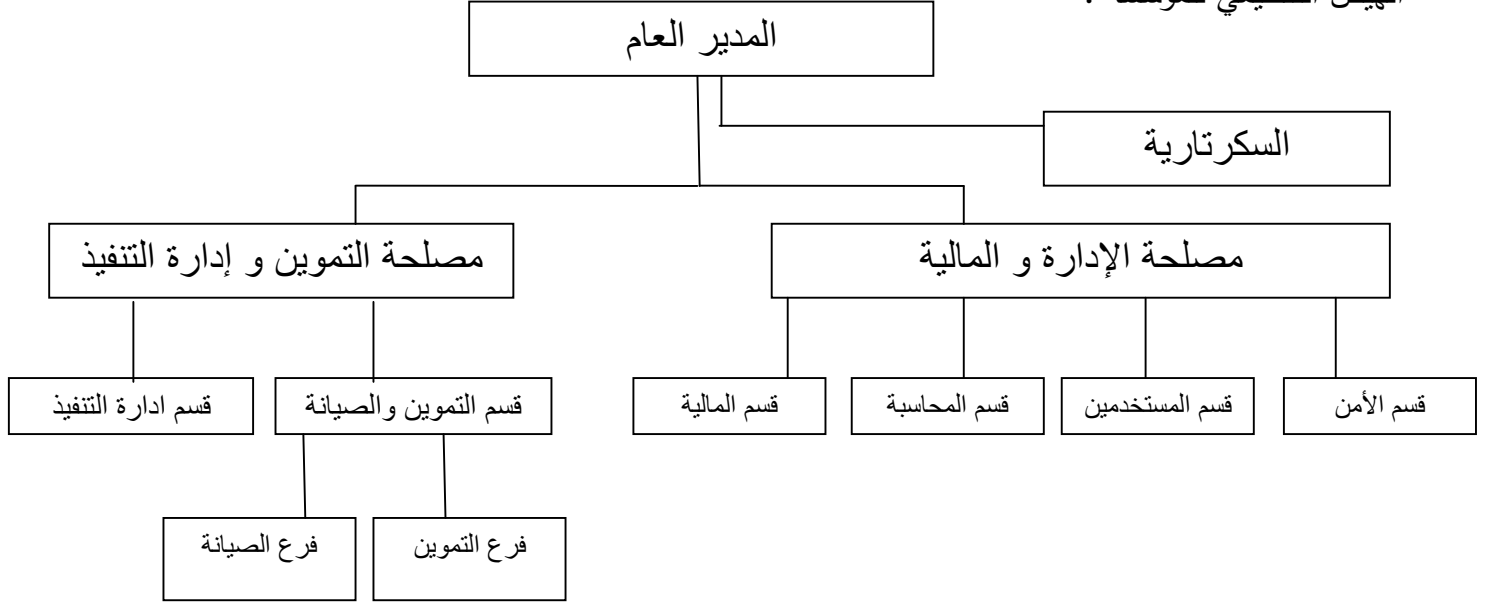 المدير العام
السكرتارية
مصلحة الإدارة و المالية
مصلحة التموين و إدارة التنفيذ
قسم الأمن
قسم المستخدمين
قسم المحاسبة
قسم المالية
قسم التموين والصيانة
قسم ادارة التنفيذ
فرع التموين
فرع الصيانة